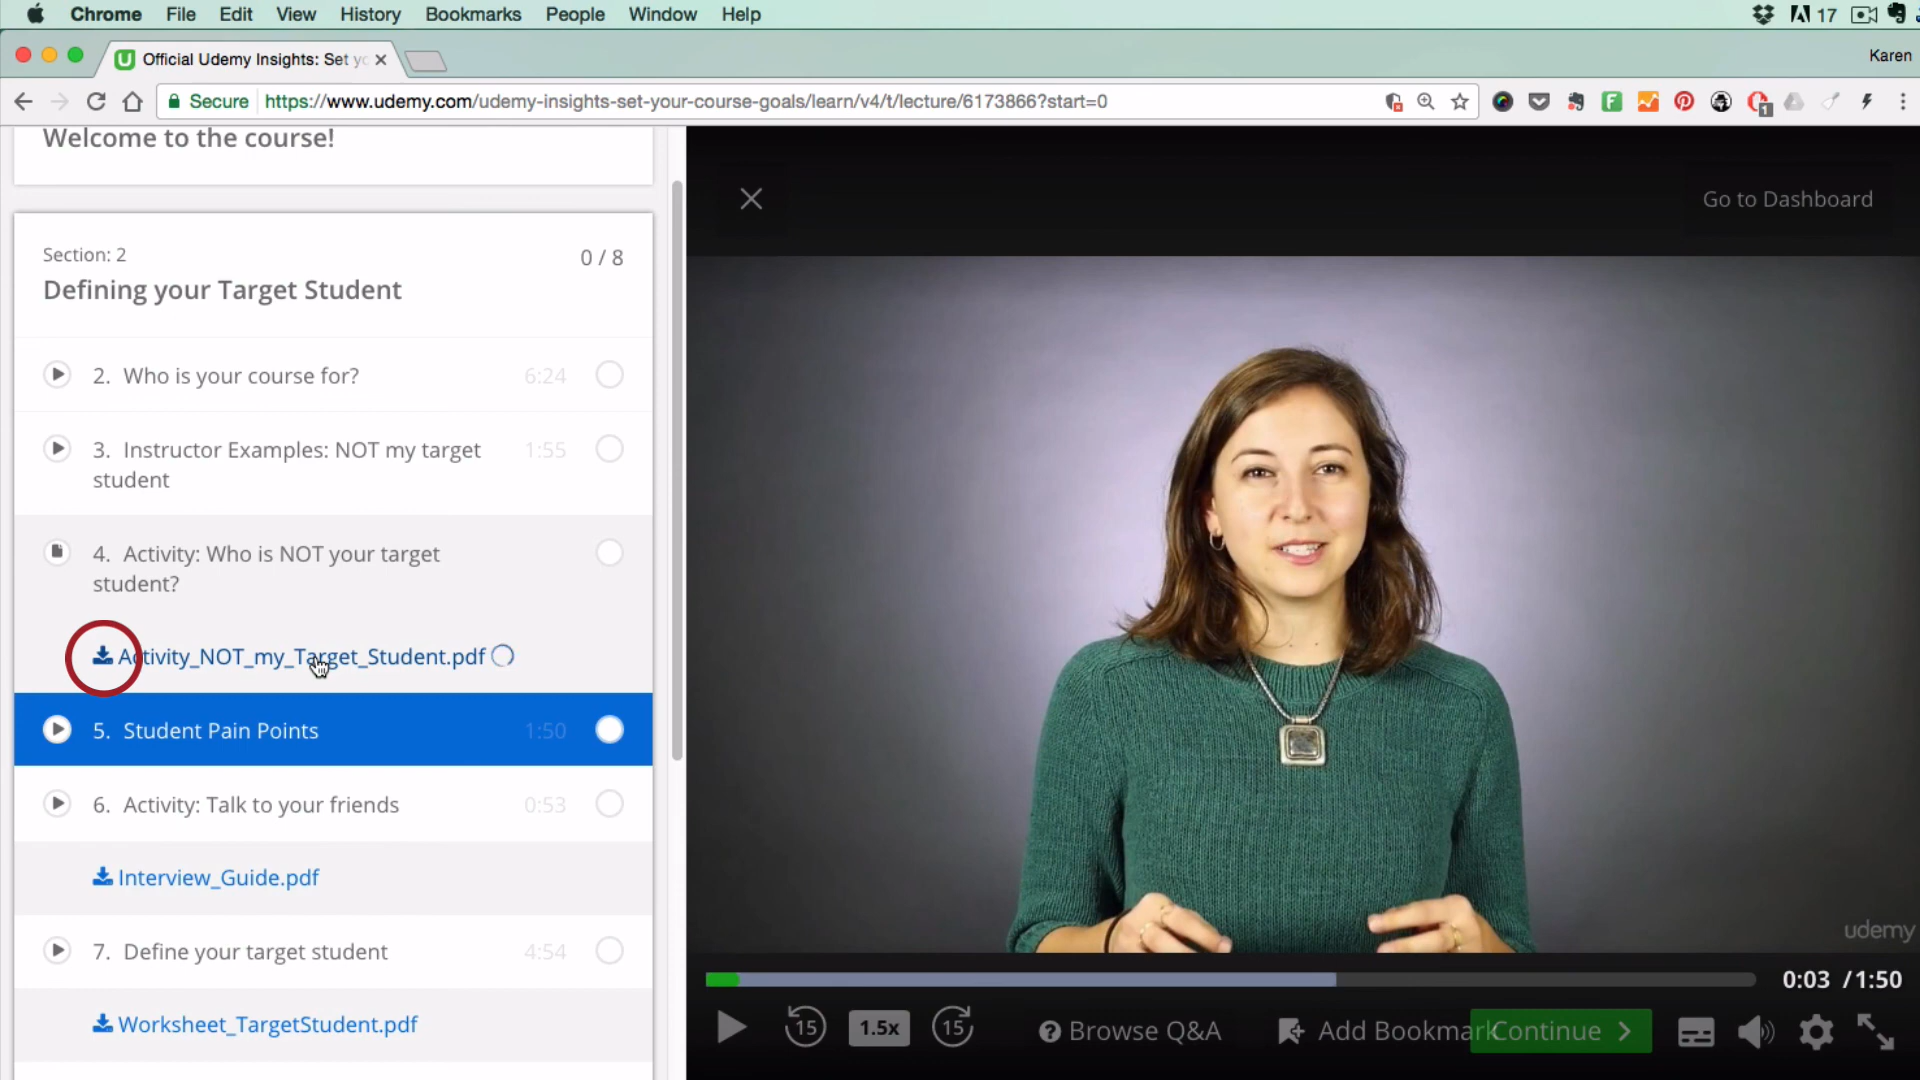 Chrome File Edit View History Bookmarks People Window Help
17
Official Udemy Insights: Set yo
Karen
Secure https://www.udemy.com/udemy-insights-set-your-course-goals/learn/v4/t/lecture/6173866?start=0
1
Welcome to the course!
Go to Dashboard
Section: 2
0 / 8
Defining your Target Student
2. Who is your course for? 6:24
3. Instructor Examples: NOT my target 1:55
student
4. Activity: Who is NOT your target
student?
Activity_NOT_my_Target_Student.pdf
5. Student Pain Points 1:50
6. Activity: Talk to your friends 0:53
Interview_Guide.pdf
7. Define your target student 4:54
Worksheet_TargetStudent.pdf
udemy
0:03 / 1:50
15 1.5x 15 Browse Q&A Add Bookmark Continue